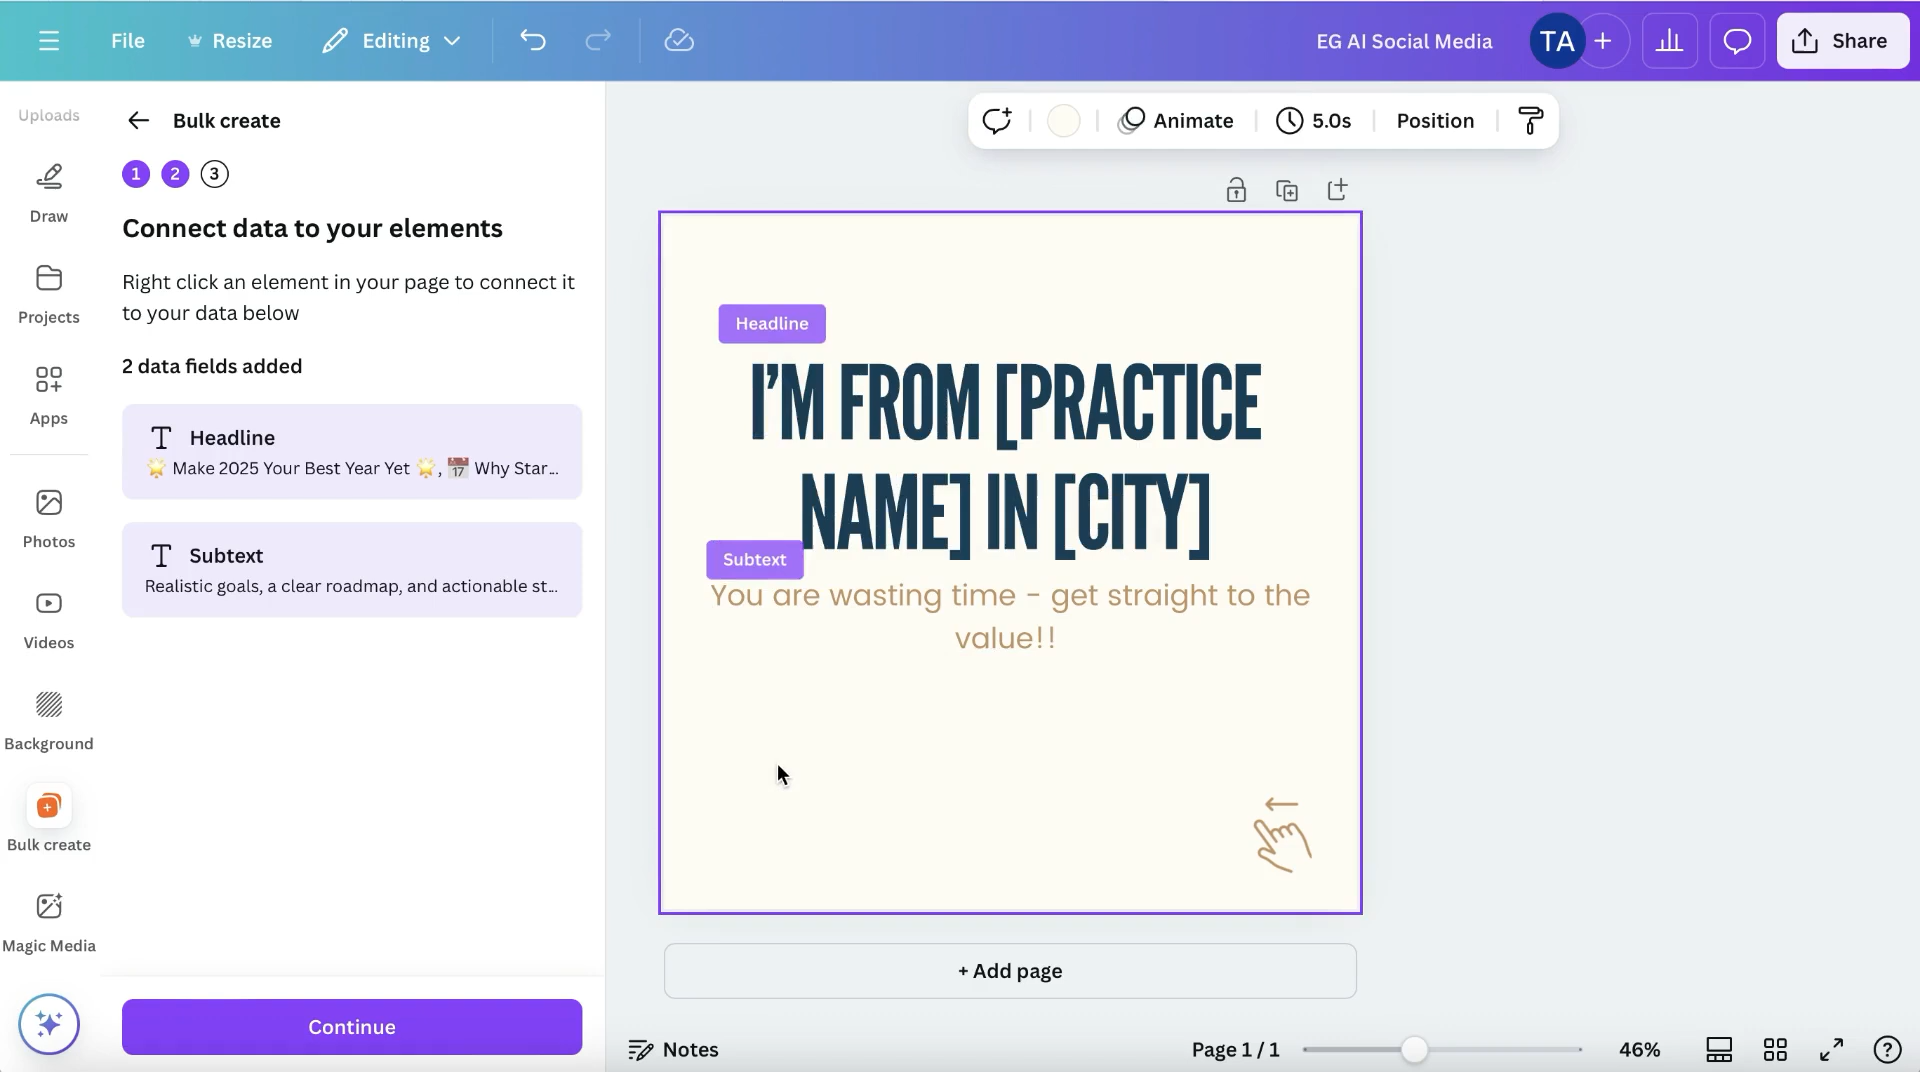 File
Resize
Editing
EG AI Social Media
TA
Share
Uploads
Draw
Projects
Apps
Photos
Videos
Background
Bulk create
Magic Media
Bulk create
1 2 3
Connect data to your elements
Right click an element in your page to connect it
to your data below
2 data fields added
Headline
🌟 Make 2025 Your Best Year Yet 🌟, 📅 Why Star...
Subtext
Realistic goals, a clear roadmap, and actionable st...
Continue
Animate
5.0s
Position
Headline
I'M FROM [PRACTICE
NAME] IN [CITY]
Subtext
You are wasting time - get straight to the
value!!
+ Add page
Notes
Page 1 / 1
46%